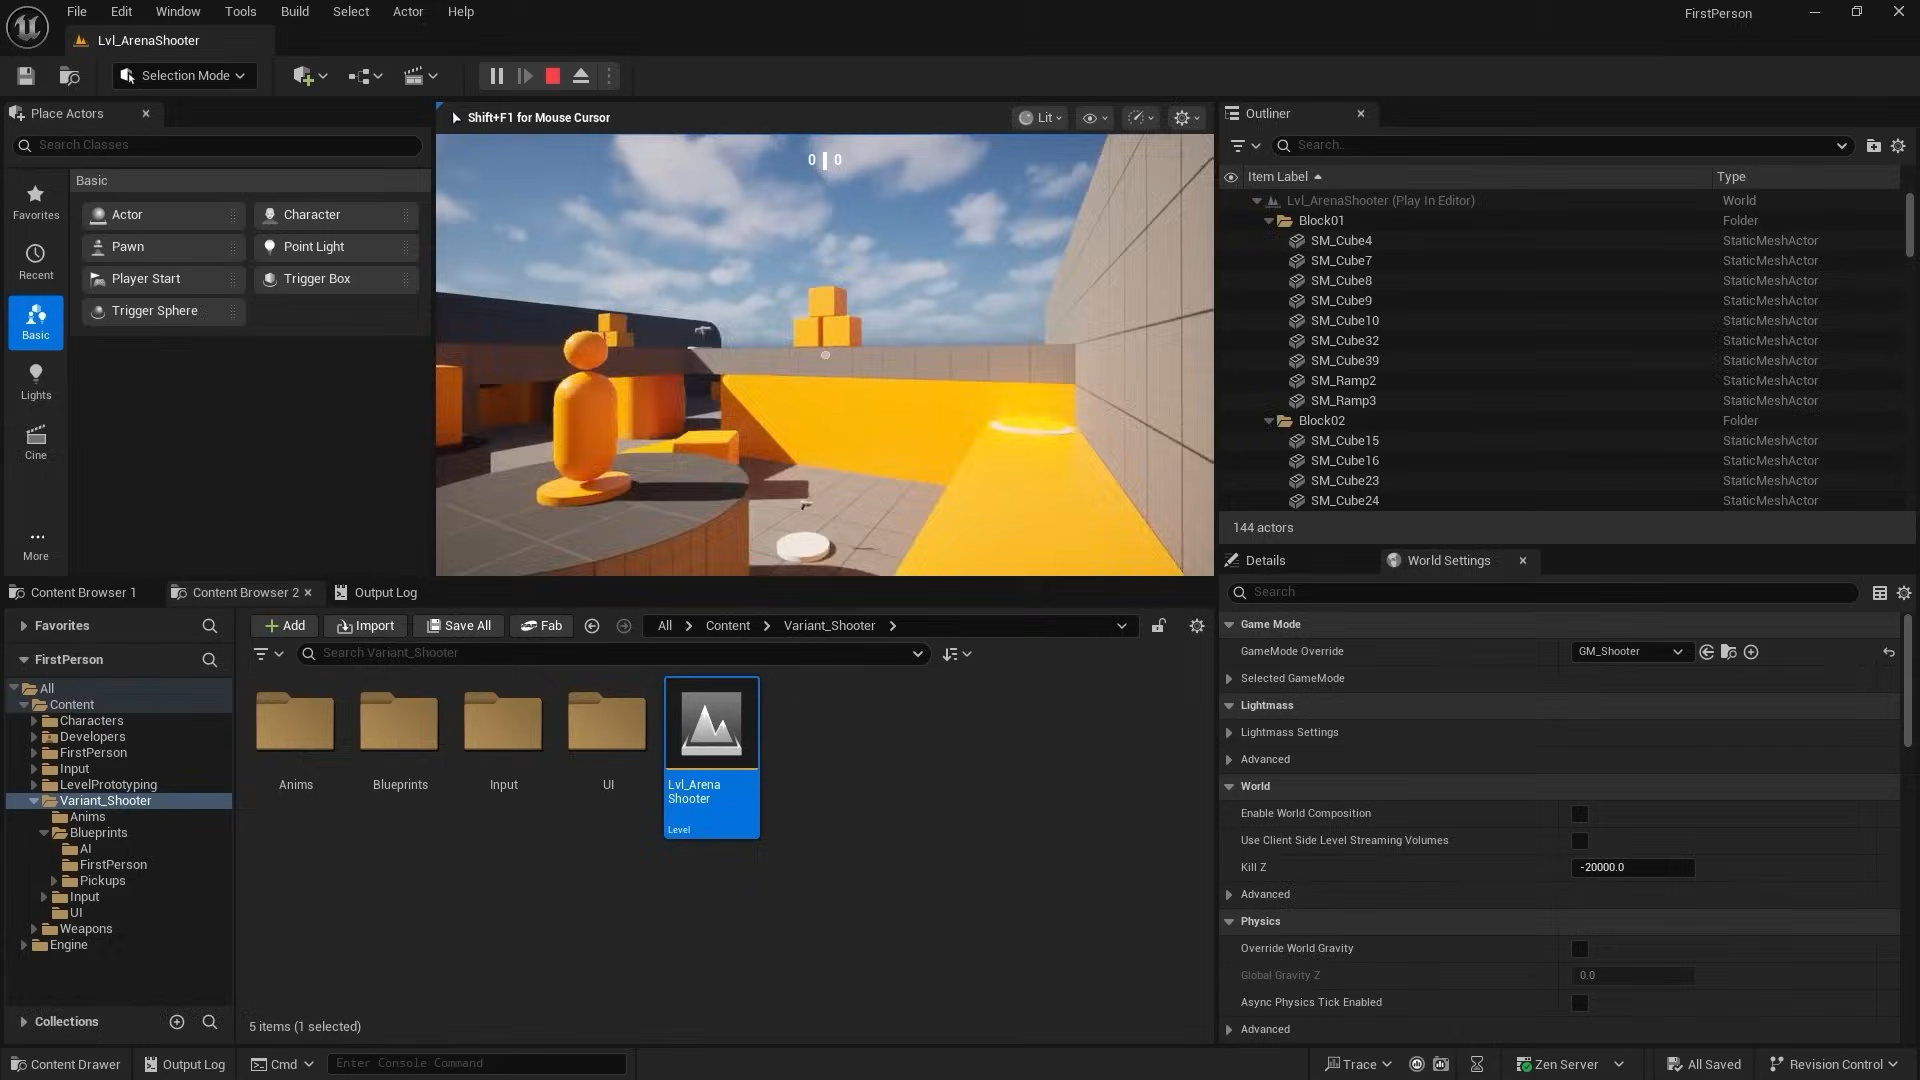 File Edit Window Tools Build Select Actor Help
FirstPerson
Lvl_ArenaShooter
Selection Mode
Place Actors
Search Classes
Basic
Favorites
Recent
Basic
Lights
Cine
More
Actor
Character
Pawn
Point Light
Player Start
Trigger Box
Trigger Sphere
Shift+F1 for Mouse Cursor
Lit
0 | 0
Outliner
Search...
Item Label
Type
Lvl_ArenaShooter (Play In Editor) World
Block01 Folder
SM_Cube4 StaticMeshActor
SM_Cube7 StaticMeshActor
SM_Cube8 StaticMeshActor
SM_Cube9 StaticMeshActor
SM_Cube10 StaticMeshActor
SM_Cube32 StaticMeshActor
SM_Cube39 StaticMeshActor
SM_Ramp2 StaticMeshActor
SM_Ramp3 StaticMeshActor
Block02 Folder
SM_Cube15 StaticMeshActor
SM_Cube16 StaticMeshActor
SM_Cube23 StaticMeshActor
SM_Cube24 StaticMeshActor
144 actors
Details
World Settings
Search
Game Mode
GameMode Override GM_Shooter
Selected GameMode
Lightmass
Lightmass Settings
Advanced
World
Enable World Composition
Use Client Side Level Streaming Volumes
Kill Z -20000.0
Advanced
Physics
Override World Gravity
Global Gravity Z 0.0
Async Physics Tick Enabled
Advanced
Content Browser 1
Content Browser 2
Output Log
Favorites
FirstPerson
All
Content
Characters
Developers
FirstPerson
Input
LevelPrototyping
Variant_Shooter
Anims
Blueprints
AI
FirstPerson
Pickups
Input
UI
Weapons
Engine
Collections
Add
Import
Save All
Fab
All > Content > Variant_Shooter >
Search Variant_Shooter
Anims
Blueprints
Input
UI
Lvl_Arena
Shooter
Level
5 items (1 selected)
Content Drawer
Output Log
Cmd
Enter Console Command
Trace
Zen Server
All Saved
Revision Control